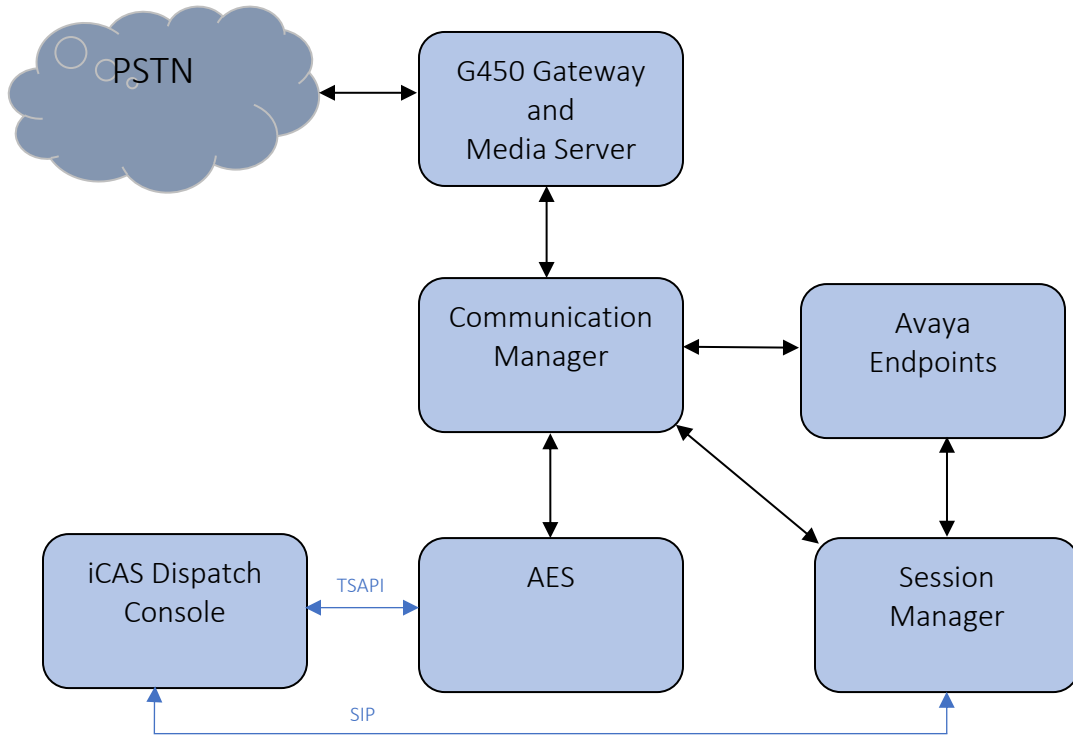 PSTN
G450 Gateway
and
Media Server
Communication
Manager
Avaya
Endpoints
iCAS Dispatch
Console
TSAPI
AES
Session
Manager
SIP